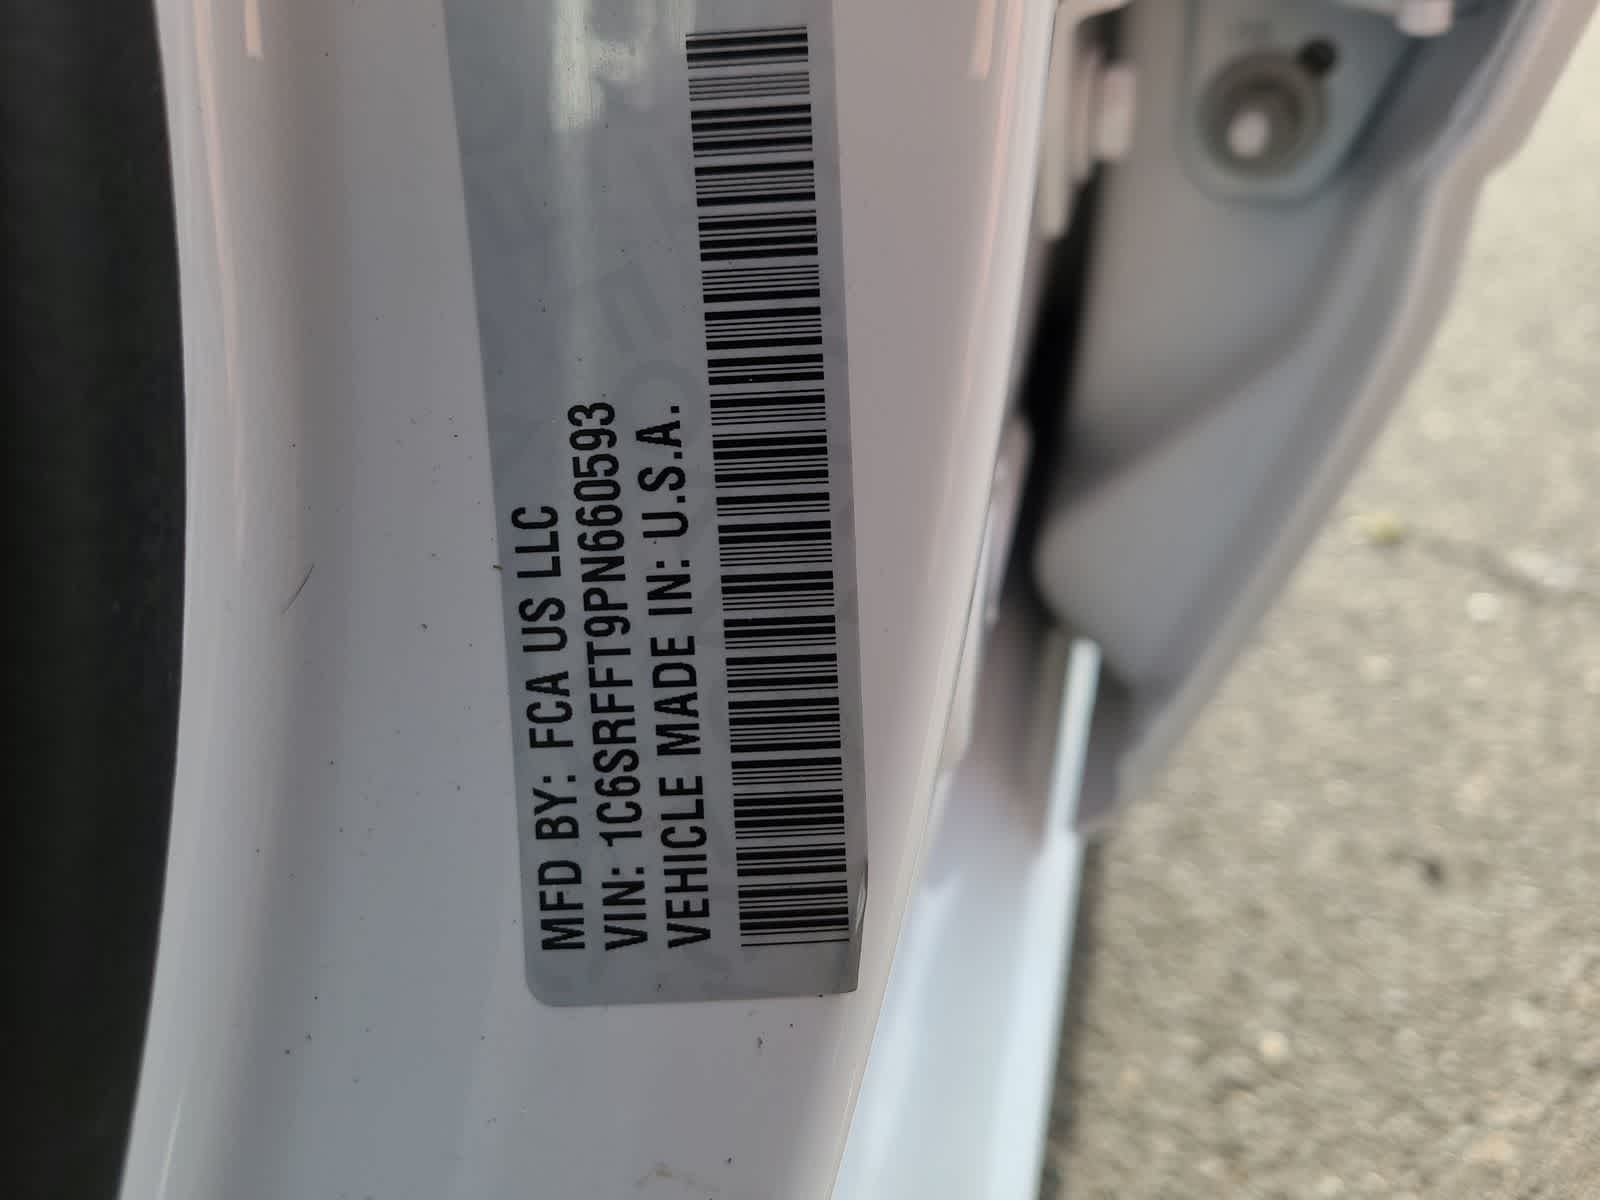 MFD BY: FCA US LLC
VIN: 1C6SRFFT9PN660593
VEHICLE MADE IN: U.S.A.